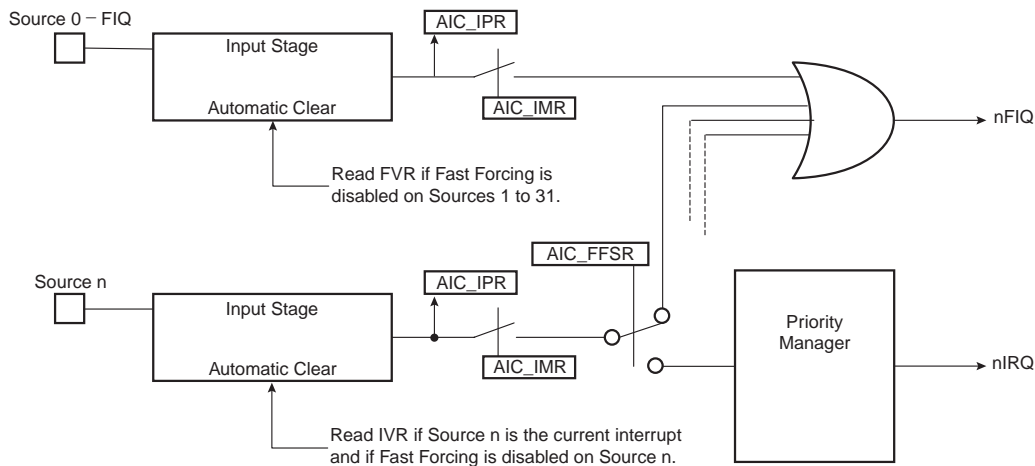 Source 0 – FIQ
AIC_IPR
Input Stage
Automatic Clear
AIC_IMR
nFIQ
Read FVR if Fast Forcing is
disabled on Sources 1 to 31.
AIC_FFSR
Source n
AIC_IPR
Input Stage
Priority
Manager
Automatic Clear
AIC_IMR
nIRQ
Read IVR if Source n is the current interrupt
and if Fast Forcing is disabled on Source n.